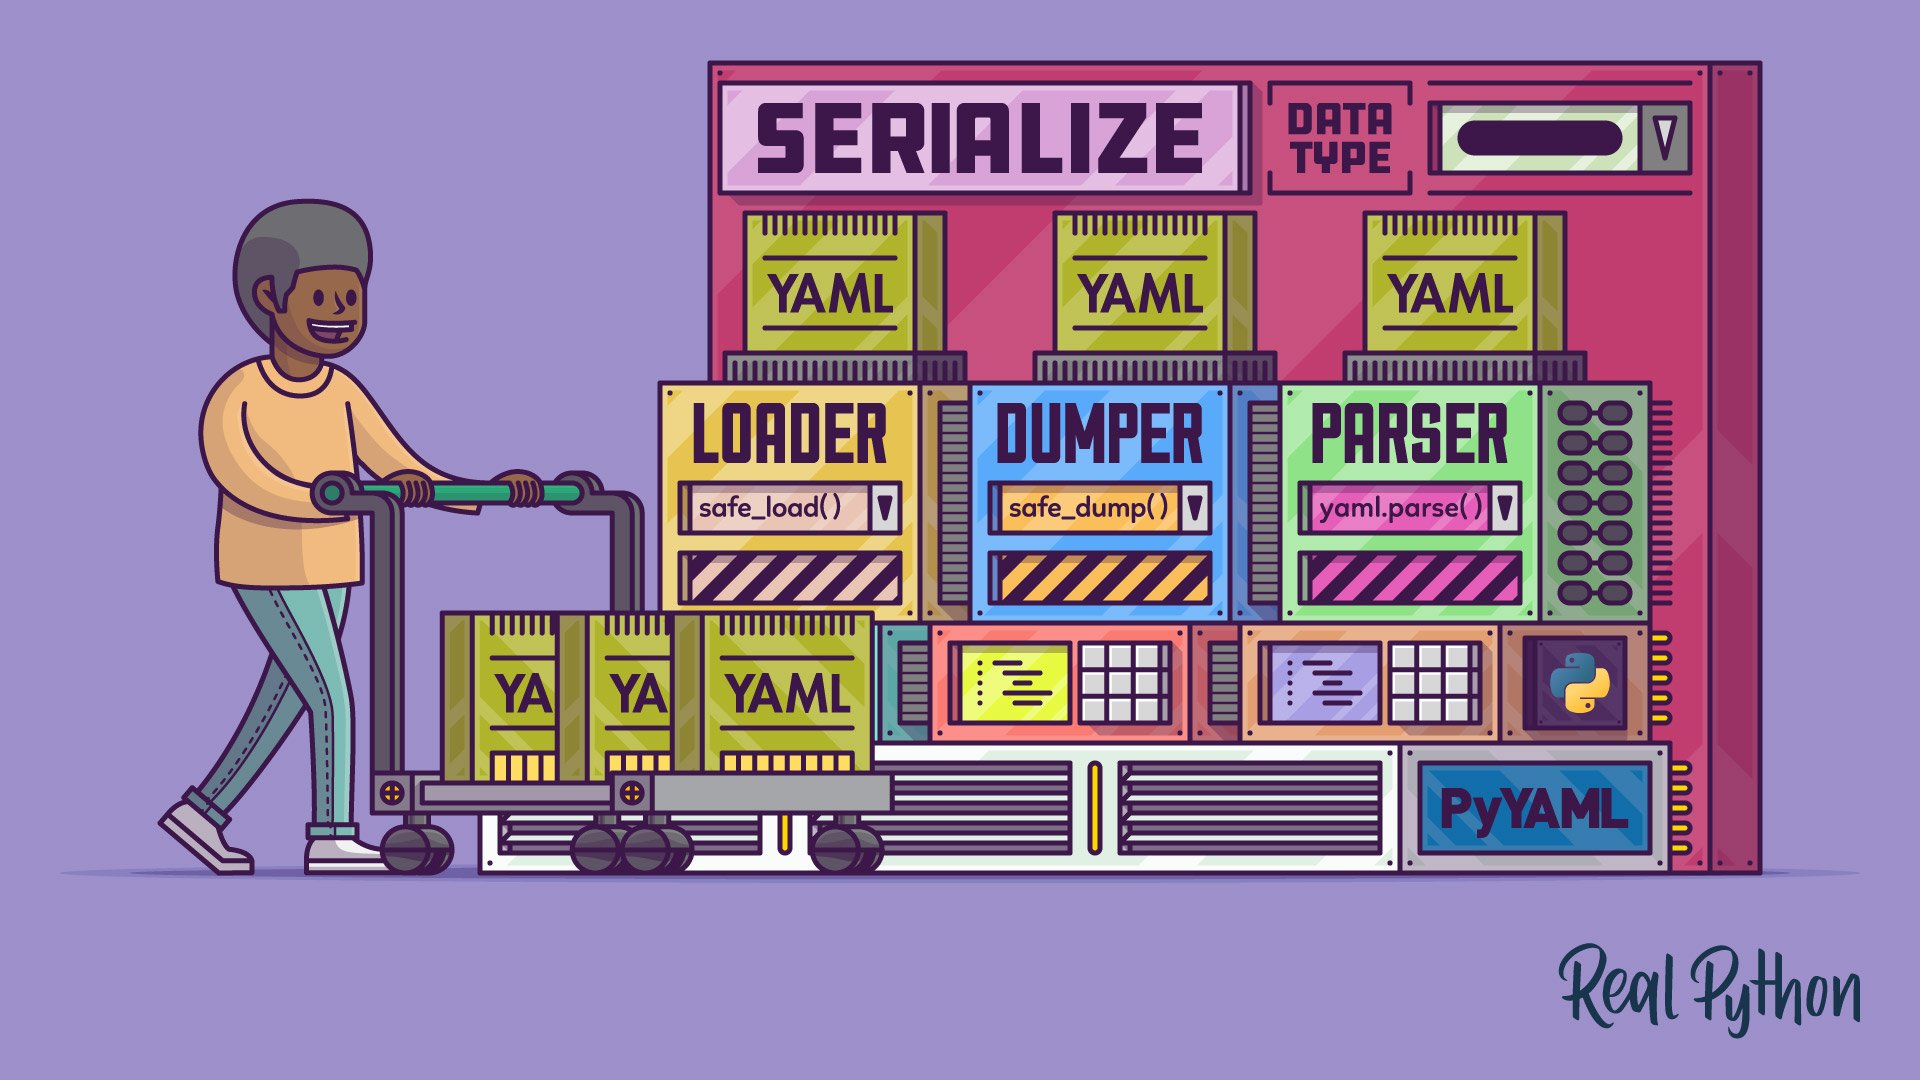 SERIALIZE
DATA
TYPE
YAML
YAML
YAML
LOADER
DUMPER
PARSER
safe_load()
safe_dump()
yaml.parse()
YA
YA
YAML
PyYAML
Real Python